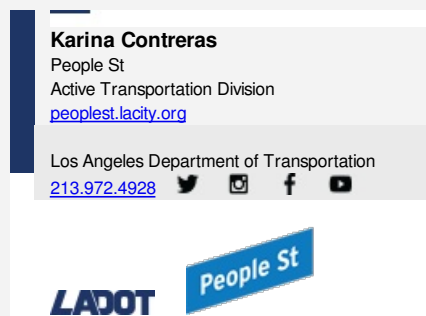 Karina Contreras
People St
Active Transportation Division
peoplest.lacity.org
Los Angeles Department of Transportation
213.972.4928
People St
LADOT